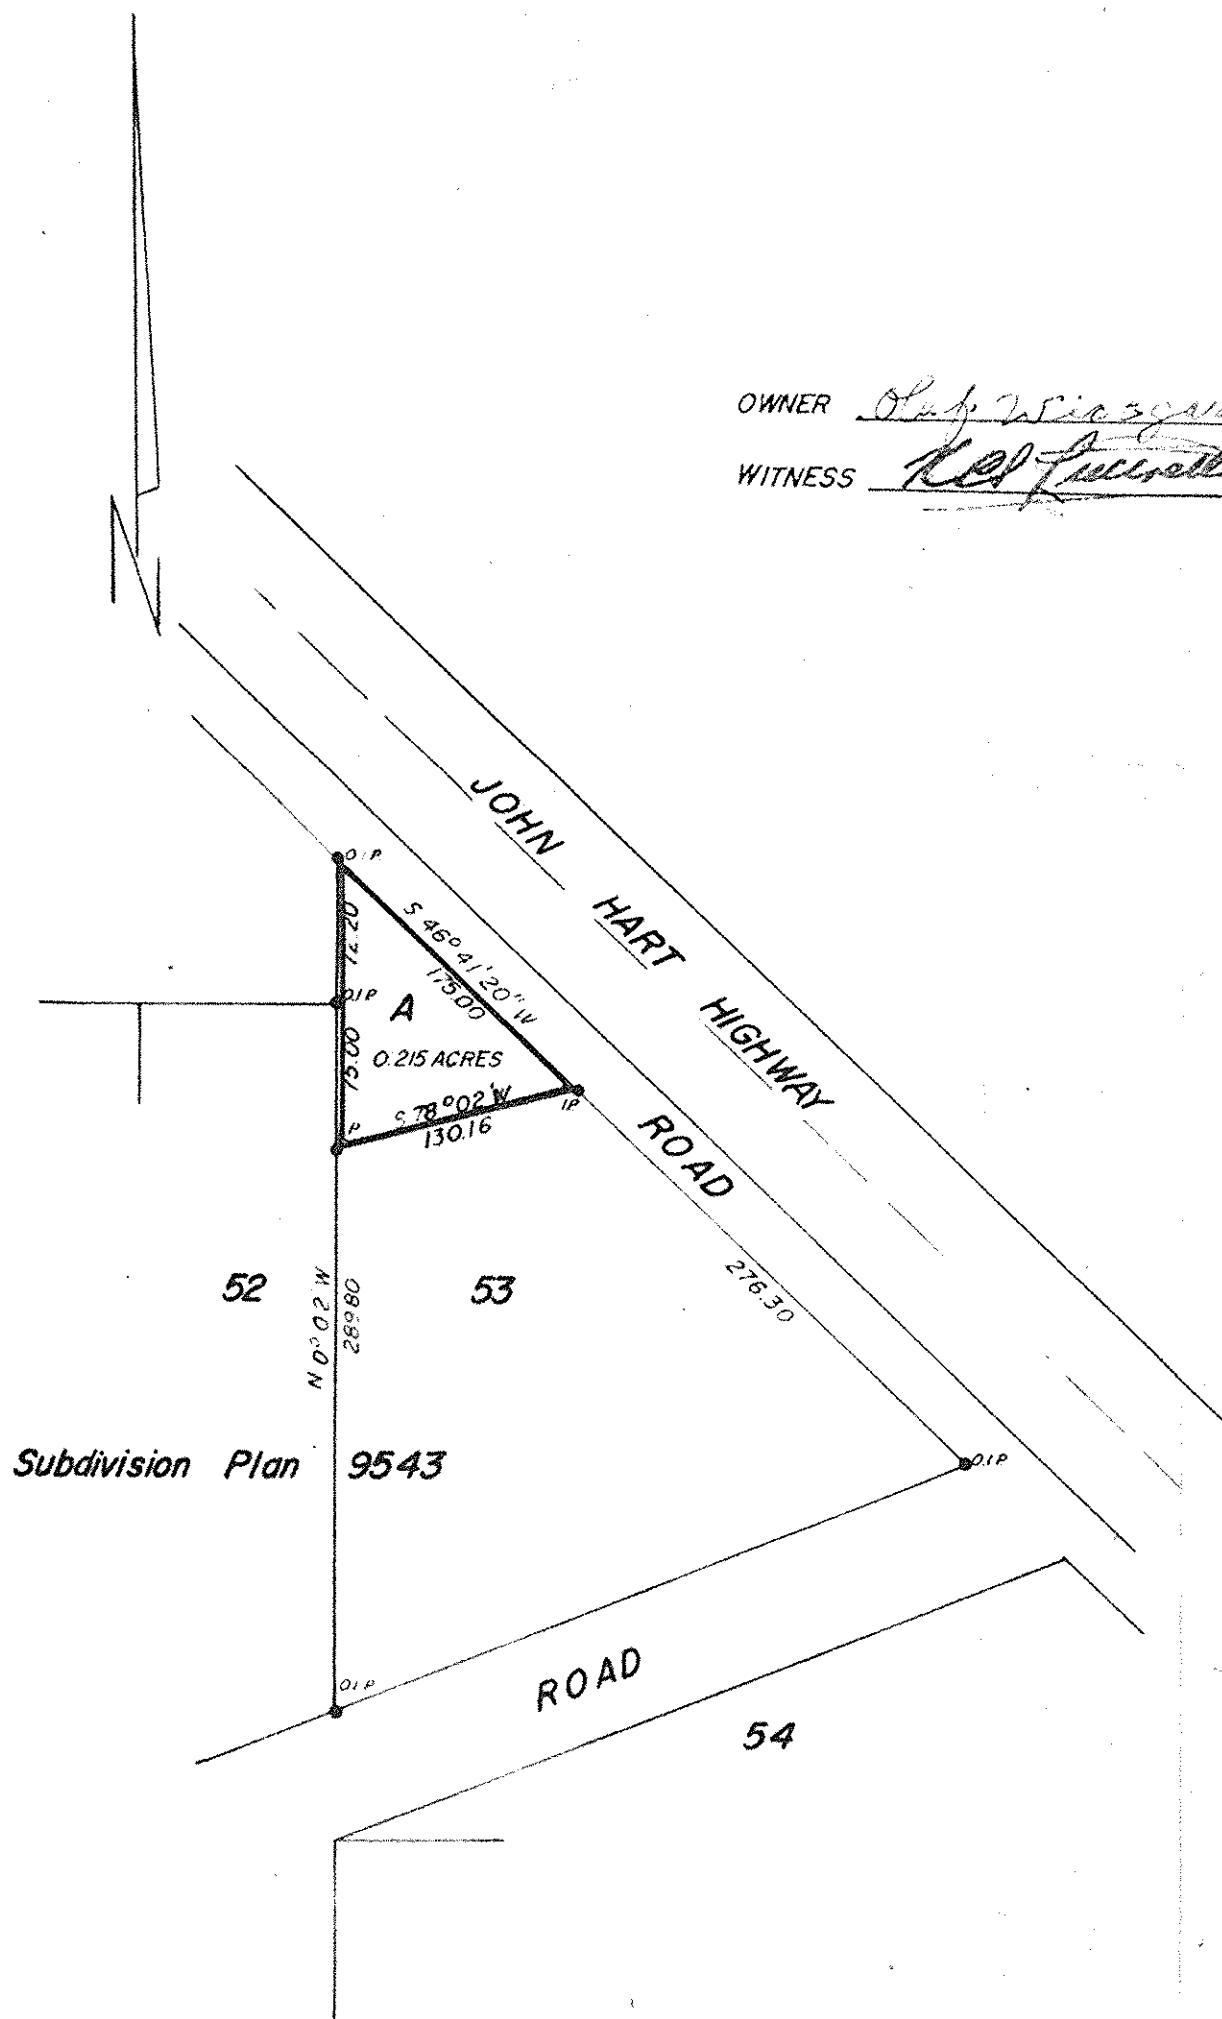 N
OWNER
WITNESS
JOHN HART HIGHWAY
O.I.P.
72.20
S 46° 41' 20" W
175.00
O.I.P
A
75.00
0.215 ACRES
S 78° 02' W
130.16
I.P
I.P
ROAD
276.30
52
53
N 0° 02' W
289.80
Subdivision Plan 9543
O.I.P
O.I.P
ROAD
54